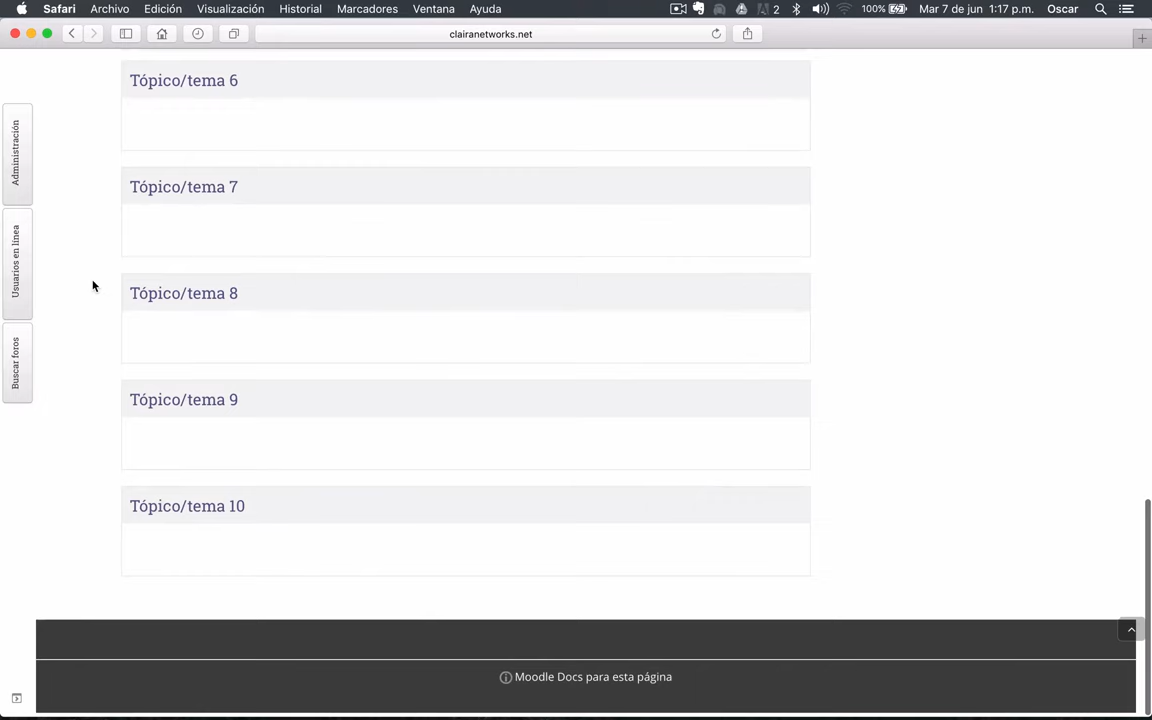 Safari Archivo Edición Visualización Historial Marcadores Ventana Ayuda 2 100% Mar 7 de jun 1:17 p.m. Oscar
clairanetworks.net
Tópico/tema 6
Administración
Tópico/tema 7
Usuarios en línea
Tópico/tema 8
Buscar foros
Tópico/tema 9
Tópico/tema 10
Moodle Docs para esta página